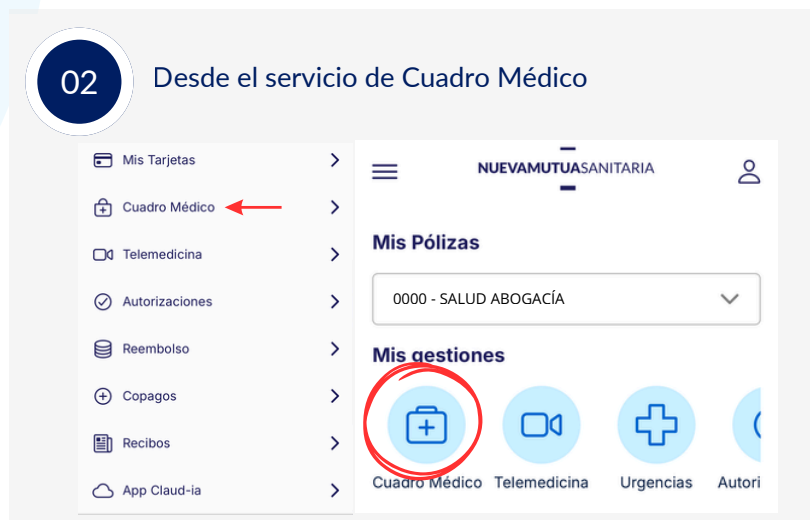 02
Desde el servicio de Cuadro Médico
Mis Tarjetas
Cuadro Médico
Telemedicina
Autorizaciones
Reembolso
Copagos
Recibos
App Claud-ia
NUEVAMUTUASANITARIA
Mis Pólizas
0000 - SALUD ABOGACÍA
Mis gestiones
Cuadro Médico Telemedicina Urgencias Autori